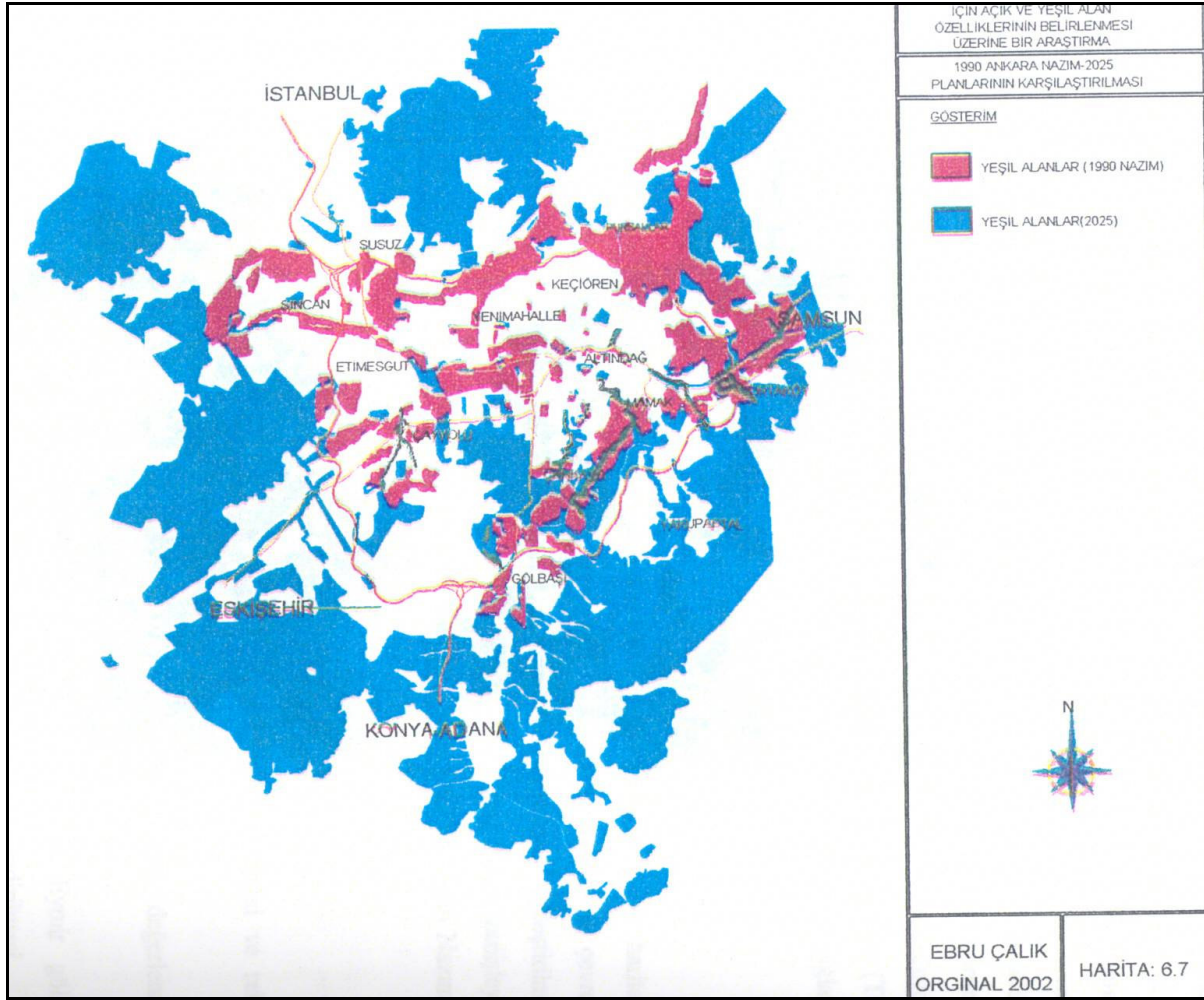 İÇİN AÇIK VE YEŞİL ALAN
ÖZELLİKLERİNİN BELİRLENMESİ
ÜZERİNE BİR ARAŞTIRMA
1990 ANKARA NAZIM-2025
PLANLARININ KARŞILAŞTIRILMASI
GÖSTERİM
YEŞİL ALANLAR (1990 NAZIM)
YEŞİL ALANLAR(2025)
İSTANBUL
SUSUZ
KEÇİÖREN
SİNCAN
YENİMAHALLE
SAMSUN
ETİMESGUT
ALTINDAĞ
MAMAK
GÖLBAŞI
ESKİŞEHİR
KONYA ADANA
N
EBRU ÇALIK
ORGİNAL 2002
HARİTA: 6.7